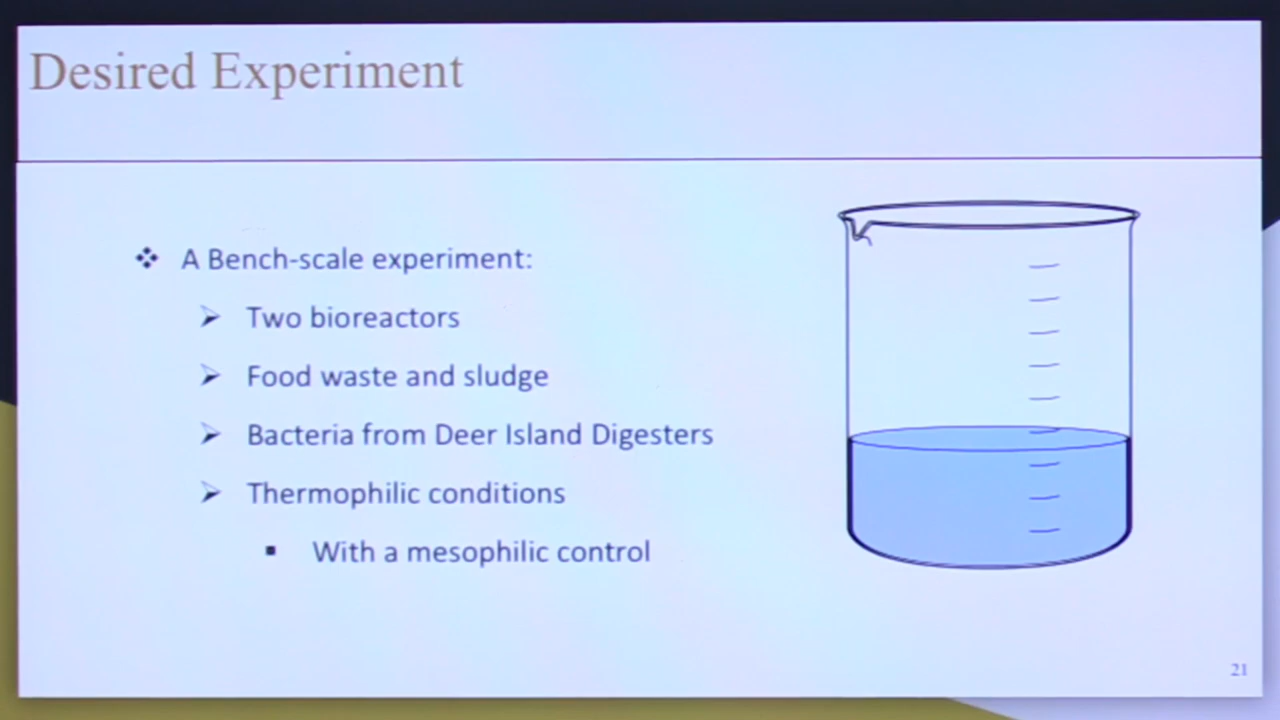 Desired Experiment
A Bench-scale experiment:
Two bioreactors
Food waste and sludge
Bacteria from Deer Island Digesters
Thermophilic conditions
With a mesophilic control
21